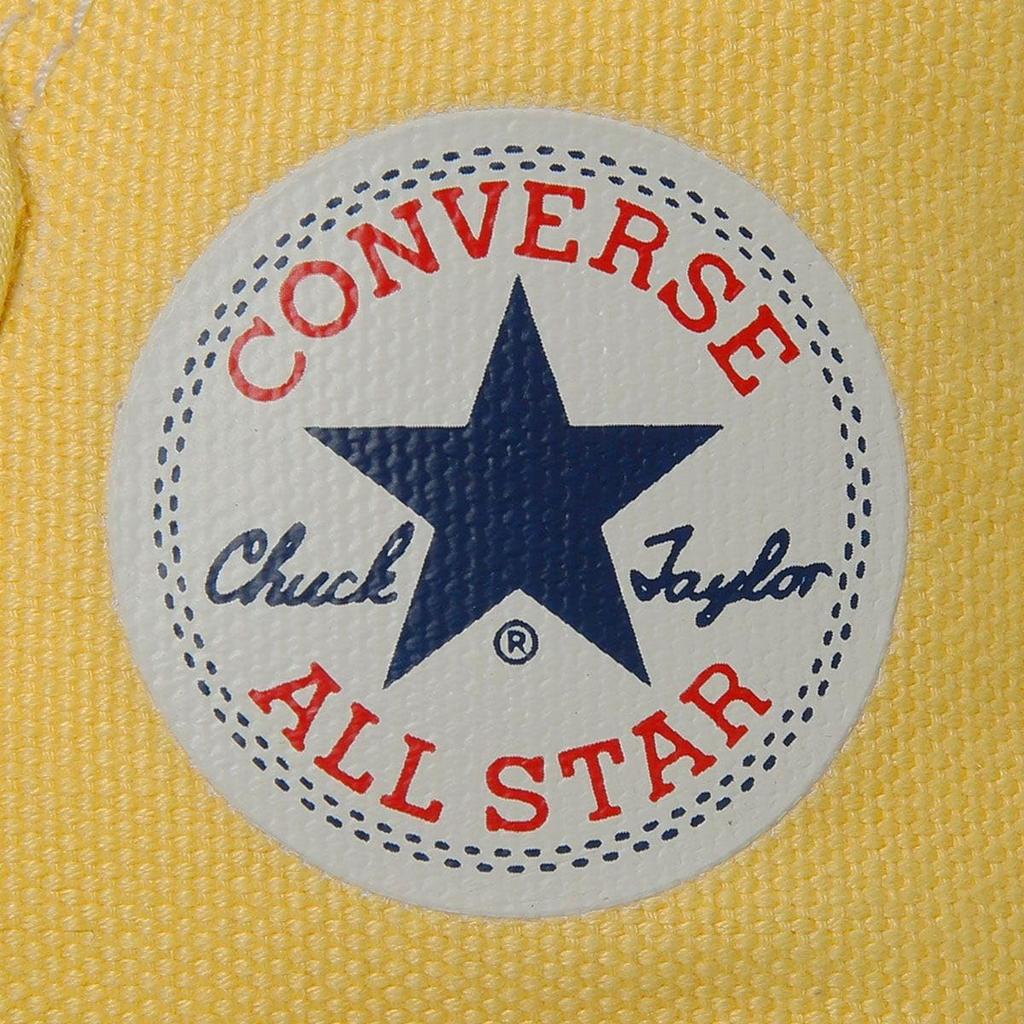 CONVERSE
Chuck Taylor
®
ALL STAR